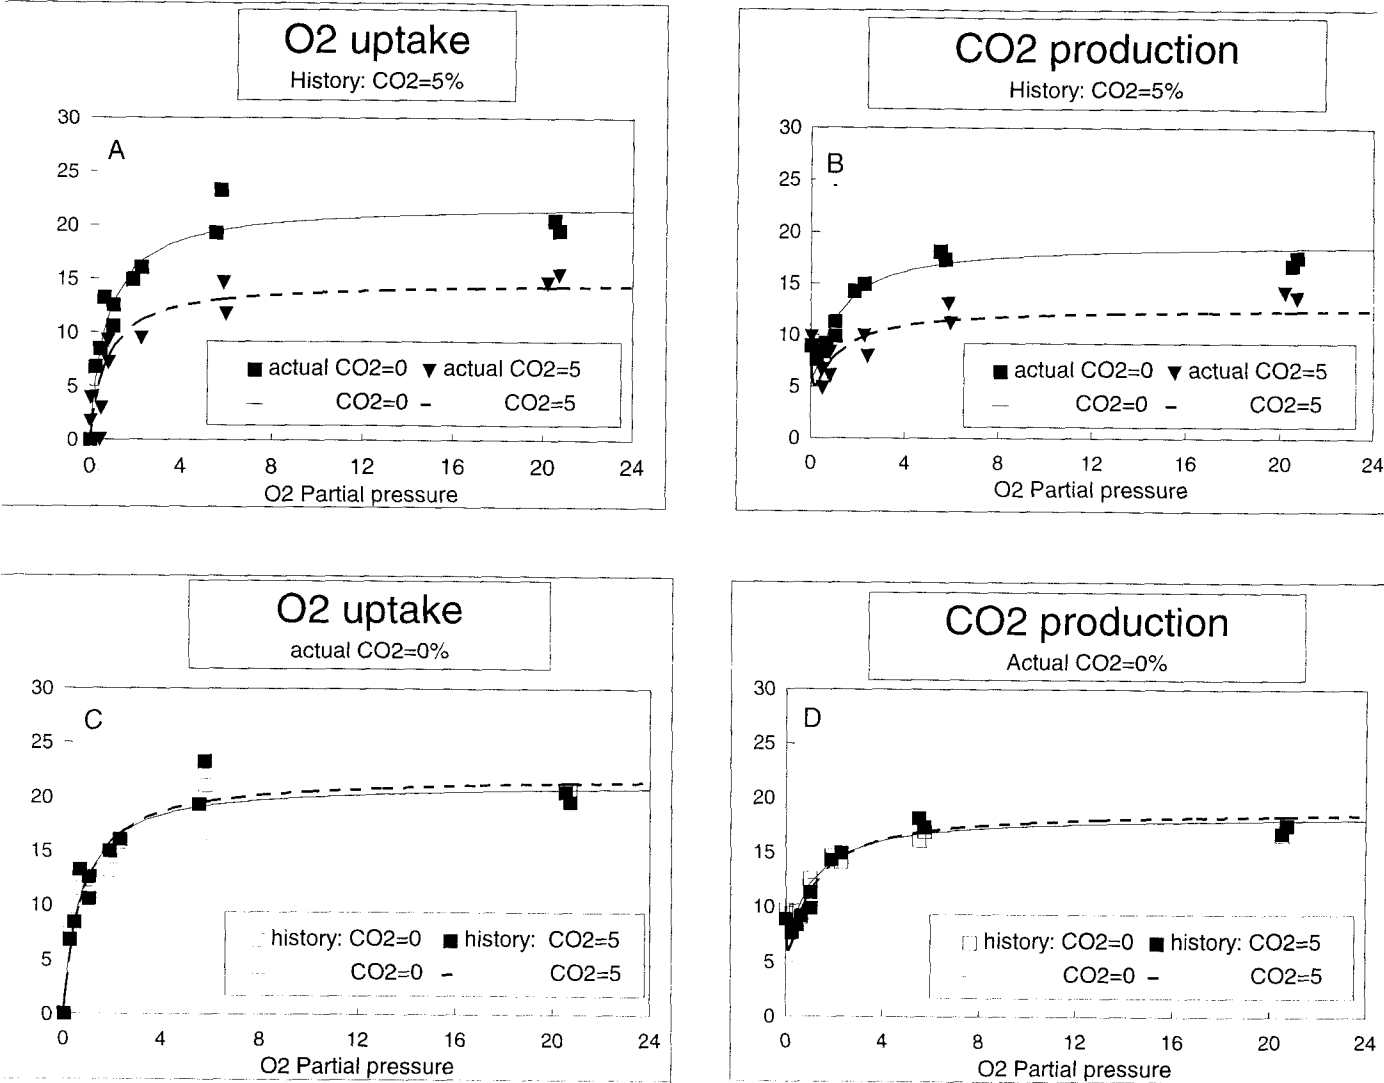 O2 uptake
History: CO2=5%
30
A
25
20
15
10
5
0
actual CO2=0 actual CO2=5
CO2=0 CO2=5
0 4 8 12 16 20 24
O2 Partial pressure
CO2 production
History: CO2=5%
30
B
25
20
15
10
5
0
actual CO2=0 actual CO2=5
CO2=0 CO2=5
0 4 8 12 16 20 24
O2 Partial pressure
O2 uptake
actual CO2=0%
30
C
25
20
15
10
5
0
history: CO2=0 history: CO2=5
CO2=0 CO2=5
0 4 8 12 16 20 24
O2 Partial pressure
CO2 production
Actual CO2=0%
30
D
25
20
15
10
5
0
history: CO2=0 history: CO2=5
CO2=0 CO2=5
0 4 8 12 16 20 24
O2 Partial pressure